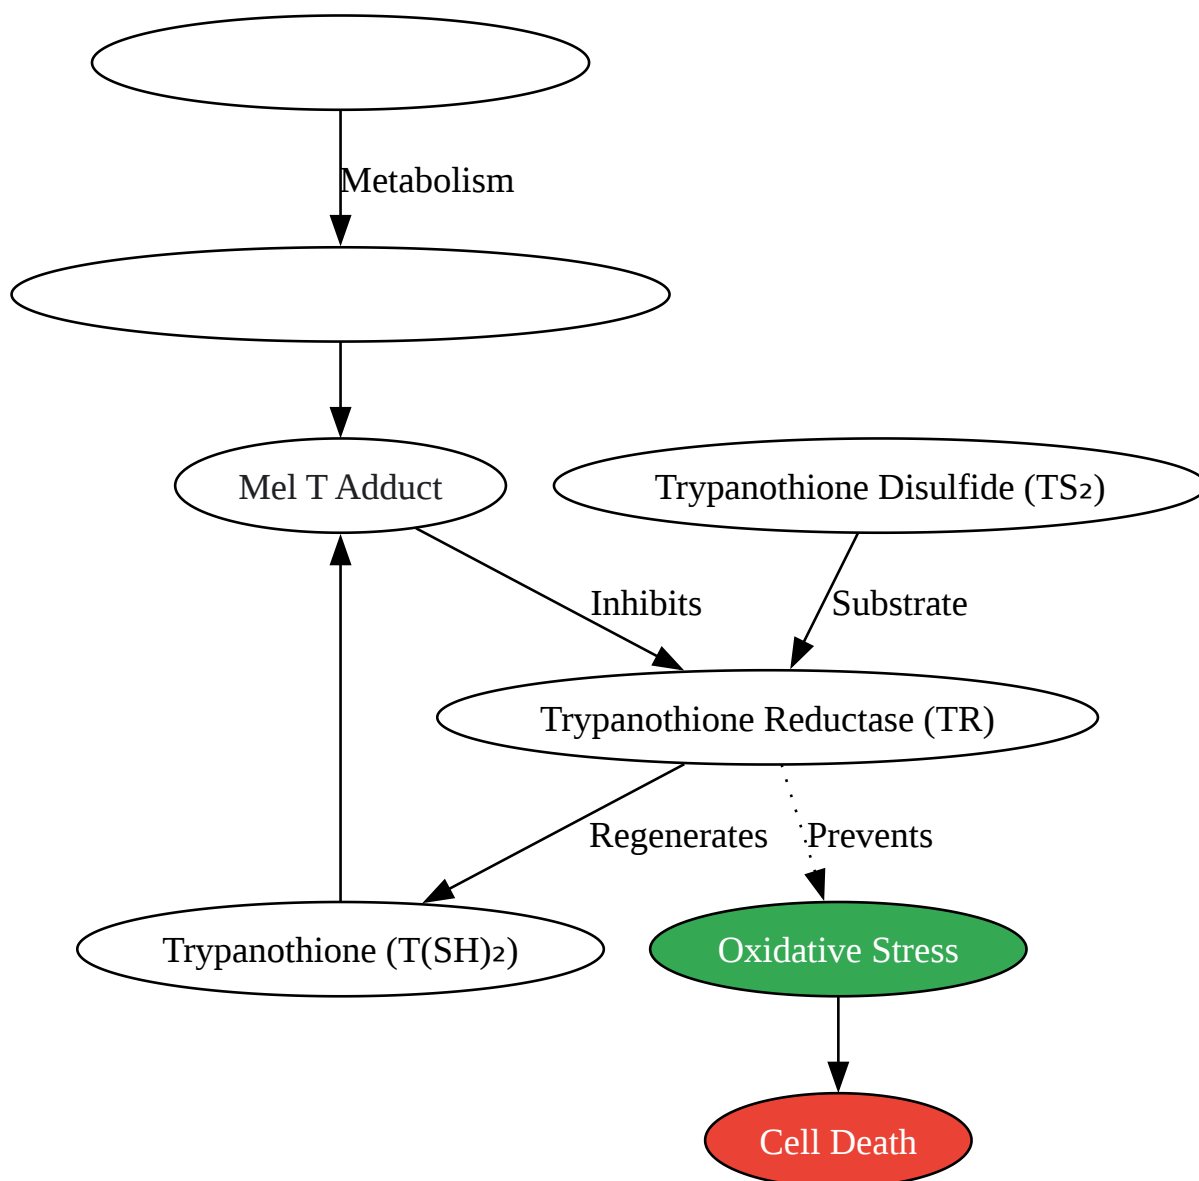 Metabolism
Mel T Adduct
Trypanothione Disulfide (TS₂)
Inhibits
Substrate
Trypanothione Reductase (TR)
Regenerates
Prevents
Trypanothione (T(SH)₂)
Oxidative Stress
Cell Death